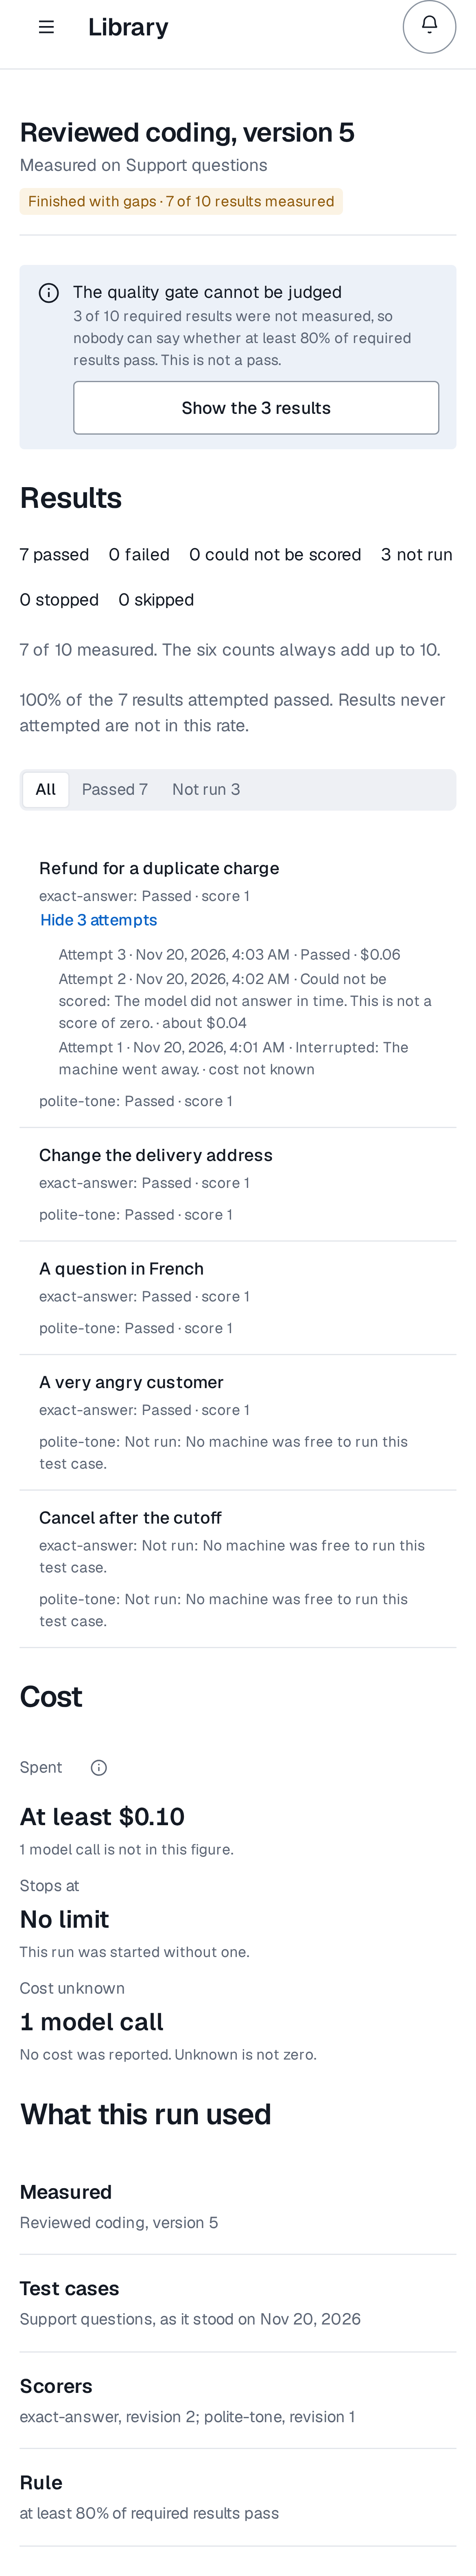 Library
Reviewed coding, version 5
Measured on Support questions
Finished with gaps · 7 of 10 results measured
The quality gate cannot be judged
3 of 10 required results were not measured, so
nobody can say whether at least 80% of required
results pass. This is not a pass.
Show the 3 results
Results
7 passed 0 failed 0 could not be scored 3 not run
0 stopped 0 skipped
7 of 10 measured. The six counts always add up to 10.
100% of the 7 results attempted passed. Results never
attempted are not in this rate.
All Passed 7 Not run 3
Refund for a duplicate charge
exact-answer: Passed · score 1
Hide 3 attempts
Attempt 3 · Nov 20, 2026, 4:03 AM · Passed · $0.06
Attempt 2 · Nov 20, 2026, 4:02 AM · Could not be
scored: The model did not answer in time. This is not a
score of zero. · about $0.04
Attempt 1 · Nov 20, 2026, 4:01 AM · Interrupted: The
machine went away. · cost not known
polite-tone: Passed · score 1
Change the delivery address
exact-answer: Passed · score 1
polite-tone: Passed · score 1
A question in French
exact-answer: Passed · score 1
polite-tone: Passed · score 1
A very angry customer
exact-answer: Passed · score 1
polite-tone: Not run: No machine was free to run this
test case.
Cancel after the cutoff
exact-answer: Not run: No machine was free to run this
test case.
polite-tone: Not run: No machine was free to run this
test case.
Cost
Spent
At least $0.10
1 model call is not in this figure.
Stops at
No limit
This run was started without one.
Cost unknown
1 model call
No cost was reported. Unknown is not zero.
What this run used
Measured
Reviewed coding, version 5
Test cases
Support questions, as it stood on Nov 20, 2026
Scorers
exact-answer, revision 2; polite-tone, revision 1
Rule
at least 80% of required results pass